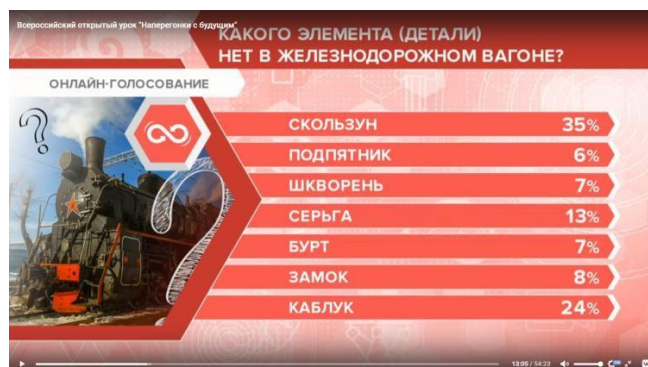 Всероссийский открытый урок "Наперегонки с будущим"
КАКОГО ЭЛЕМЕНТА (ДЕТАЛИ)
НЕТ В ЖЕЛЕЗНОДОРОЖНОМ ВАГОНЕ?
ОНЛАЙН-ГОЛОСОВАНИЕ
СКОЛЬЗУН 35%
ПОДПЯТНИК 6%
ШКВОРЕНЬ 7%
СЕРЬГА 13%
БУРТ 7%
ЗАМОК 8%
КАБЛУК 24%
13:05 / 54:23